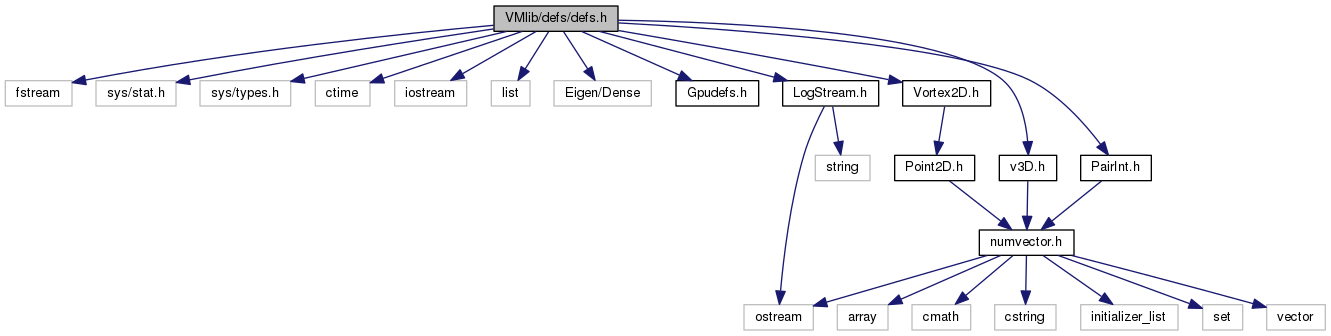 VMlib/defs/defs.h
fstream
sys/stat.h
sys/types.h
ctime
iostream
list
Eigen/Dense
Gpudefs.h
LogStream.h
Vortex2D.h
string
Point2D.h
v3D.h
PairInt.h
numvector.h
ostream
array
cmath
cstring
initializer_list
set
vector